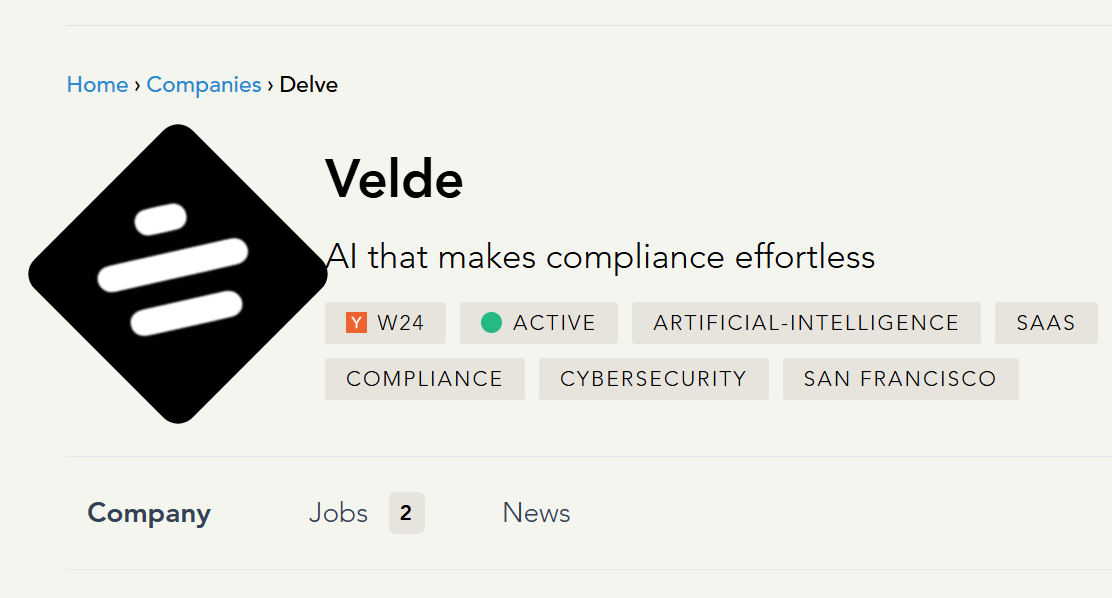 Home › Companies › Delve
Velde
AI that makes compliance effortless
Y W24 ACTIVE ARTIFICIAL-INTELLIGENCE SAAS
COMPLIANCE CYBERSECURITY SAN FRANCISCO
Company Jobs 2 News